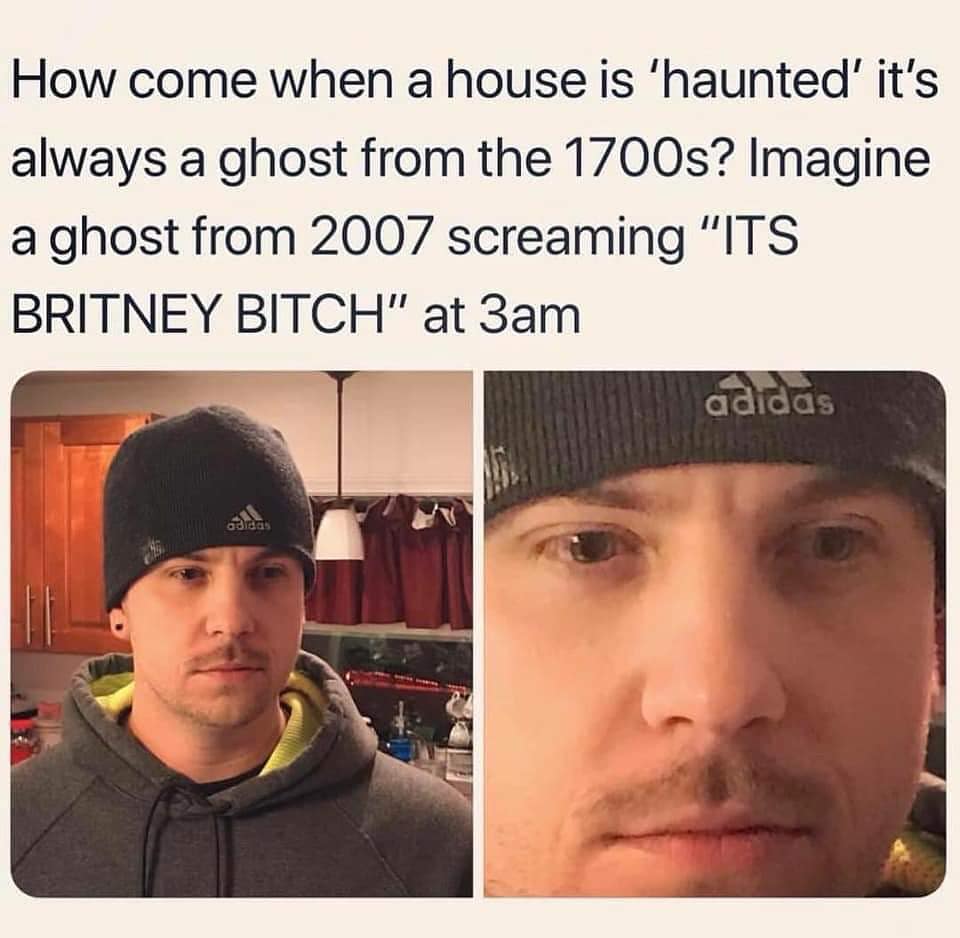 How come when a house is ‘haunted’ it’s
always a ghost from the 1700s? Imagine
a ghost from 2007 screaming “ITS
BRITNEY BITCH” at 3am
adidas
adidas